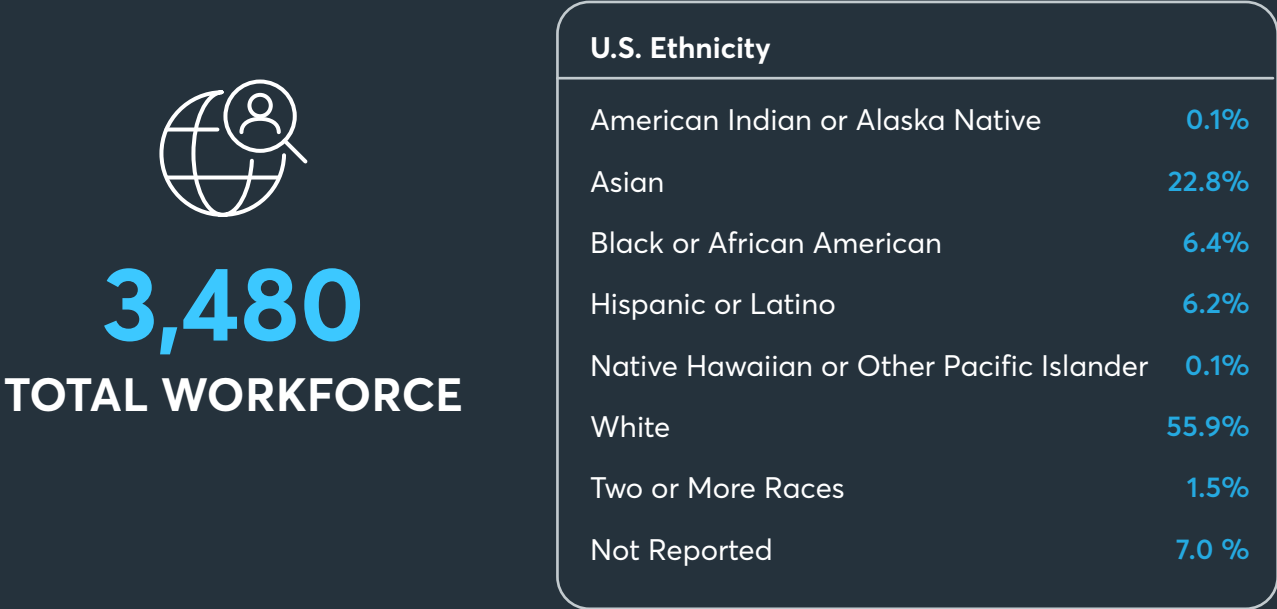 3,480
TOTAL WORKFORCE
U.S. Ethnicity
American Indian or Alaska Native 0.1%
Asian 22.8%
Black or African American 6.4%
Hispanic or Latino 6.2%
Native Hawaiian or Other Pacific Islander 0.1%
White 55.9%
Two or More Races 1.5%
Not Reported 7.0 %